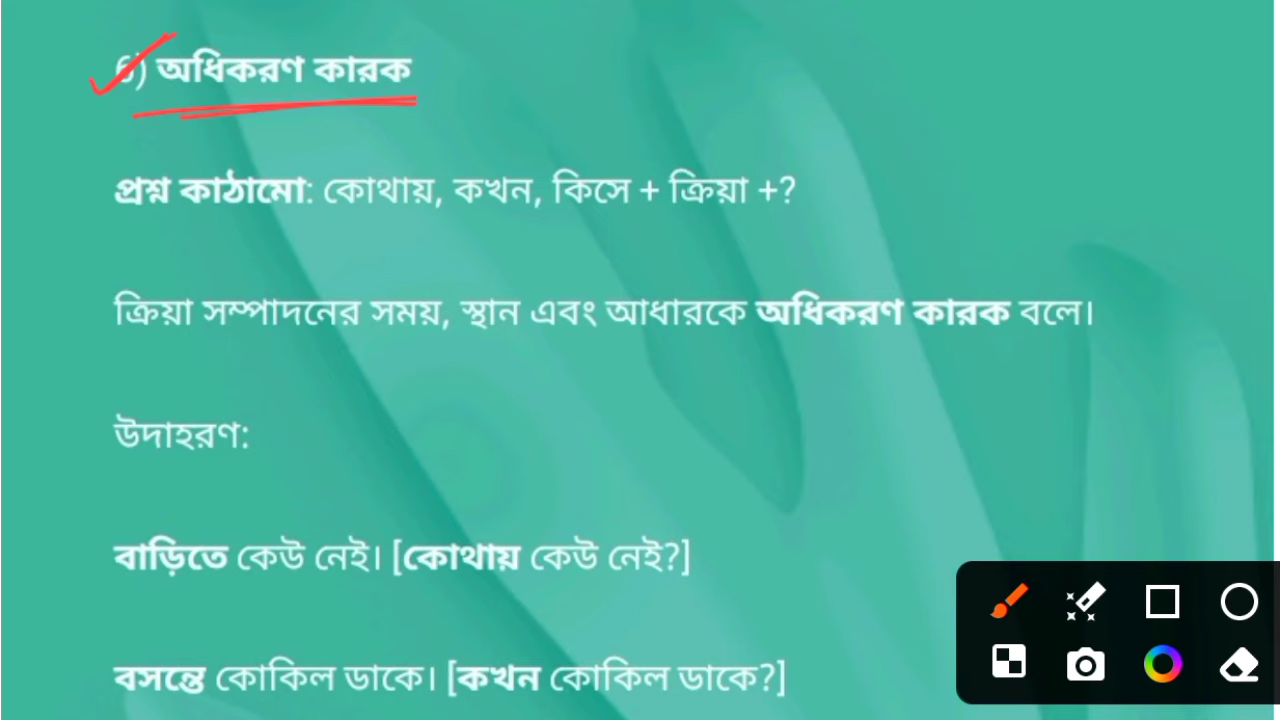 6) অধিকরণ কারক
প্রশ্ন কাঠামো: কোথায়, কখন, কিসে + ক্রিয়া +?
ক্রিয়া সম্পাদনের সময়, স্থান এবং আধারকে অধিকরণ কারক বলে।
উদাহরণ:
বাড়িতে কেউ নেই। [কোথায় কেউ নেই?]
বসন্তে কোকিল ডাকে। [কখন কোকিল ডাকে?]